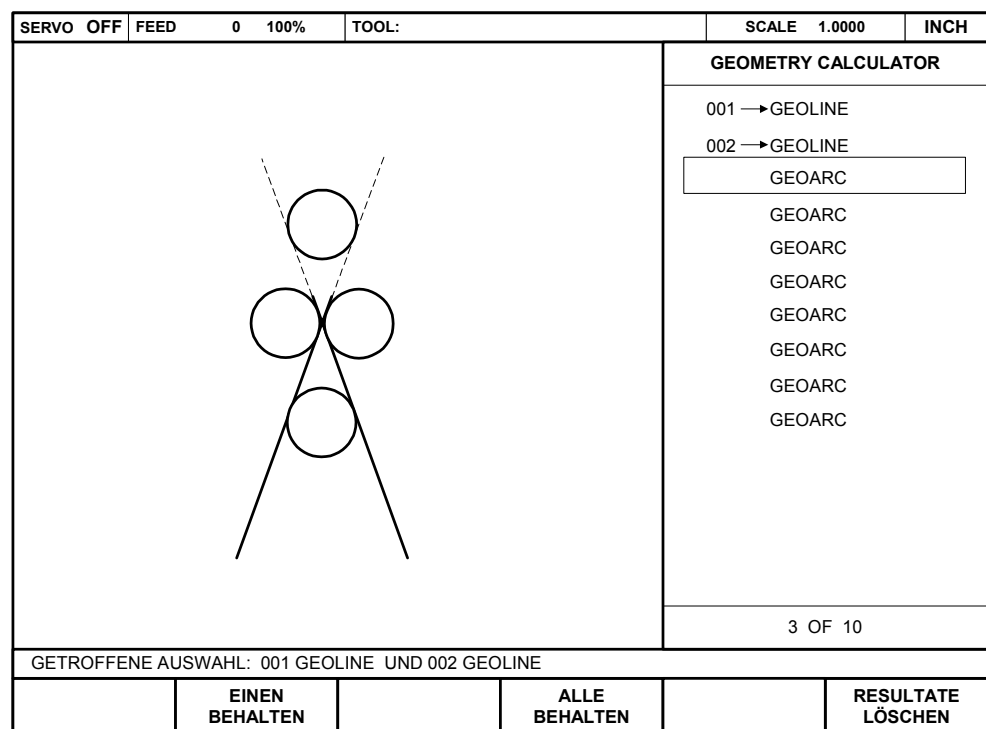 SERVO OFF FEED 0 100% TOOL: SCALE 1.0000 INCH
GEOMETRY CALCULATOR
001 → GEOLINE
002 → GEOLINE
GEOARC
GEOARC
GEOARC
GEOARC
GEOARC
GEOARC
GEOARC
GEOARC
3 OF 10
GETROFFENE AUSWAHL: 001 GEOLINE UND 002 GEOLINE
EINEN
BEHALTEN
ALLE
BEHALTEN
RESULTATE
LÖSCHEN